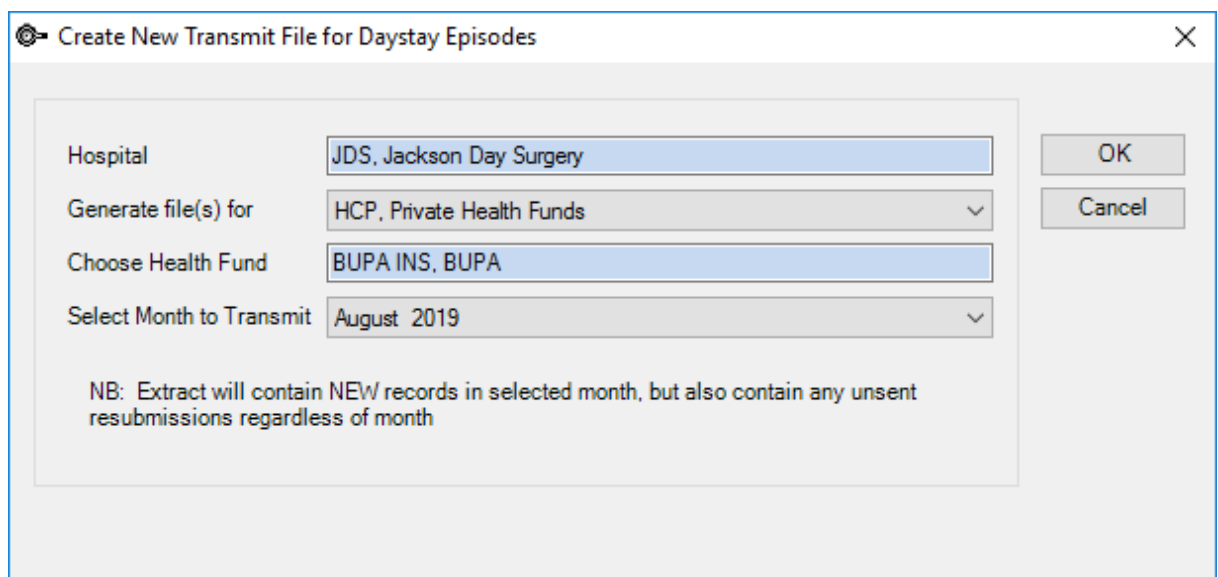 Create New Transmit File for Daystay Episodes
Hospital JDS, Jackson Day Surgery OK
Generate file(s) for HCP, Private Health Funds Cancel
Choose Health Fund BUPA INS, BUPA
Select Month to Transmit August 2019
NB: Extract will contain NEW records in selected month, but also contain any unsent
resubmissions regardless of month